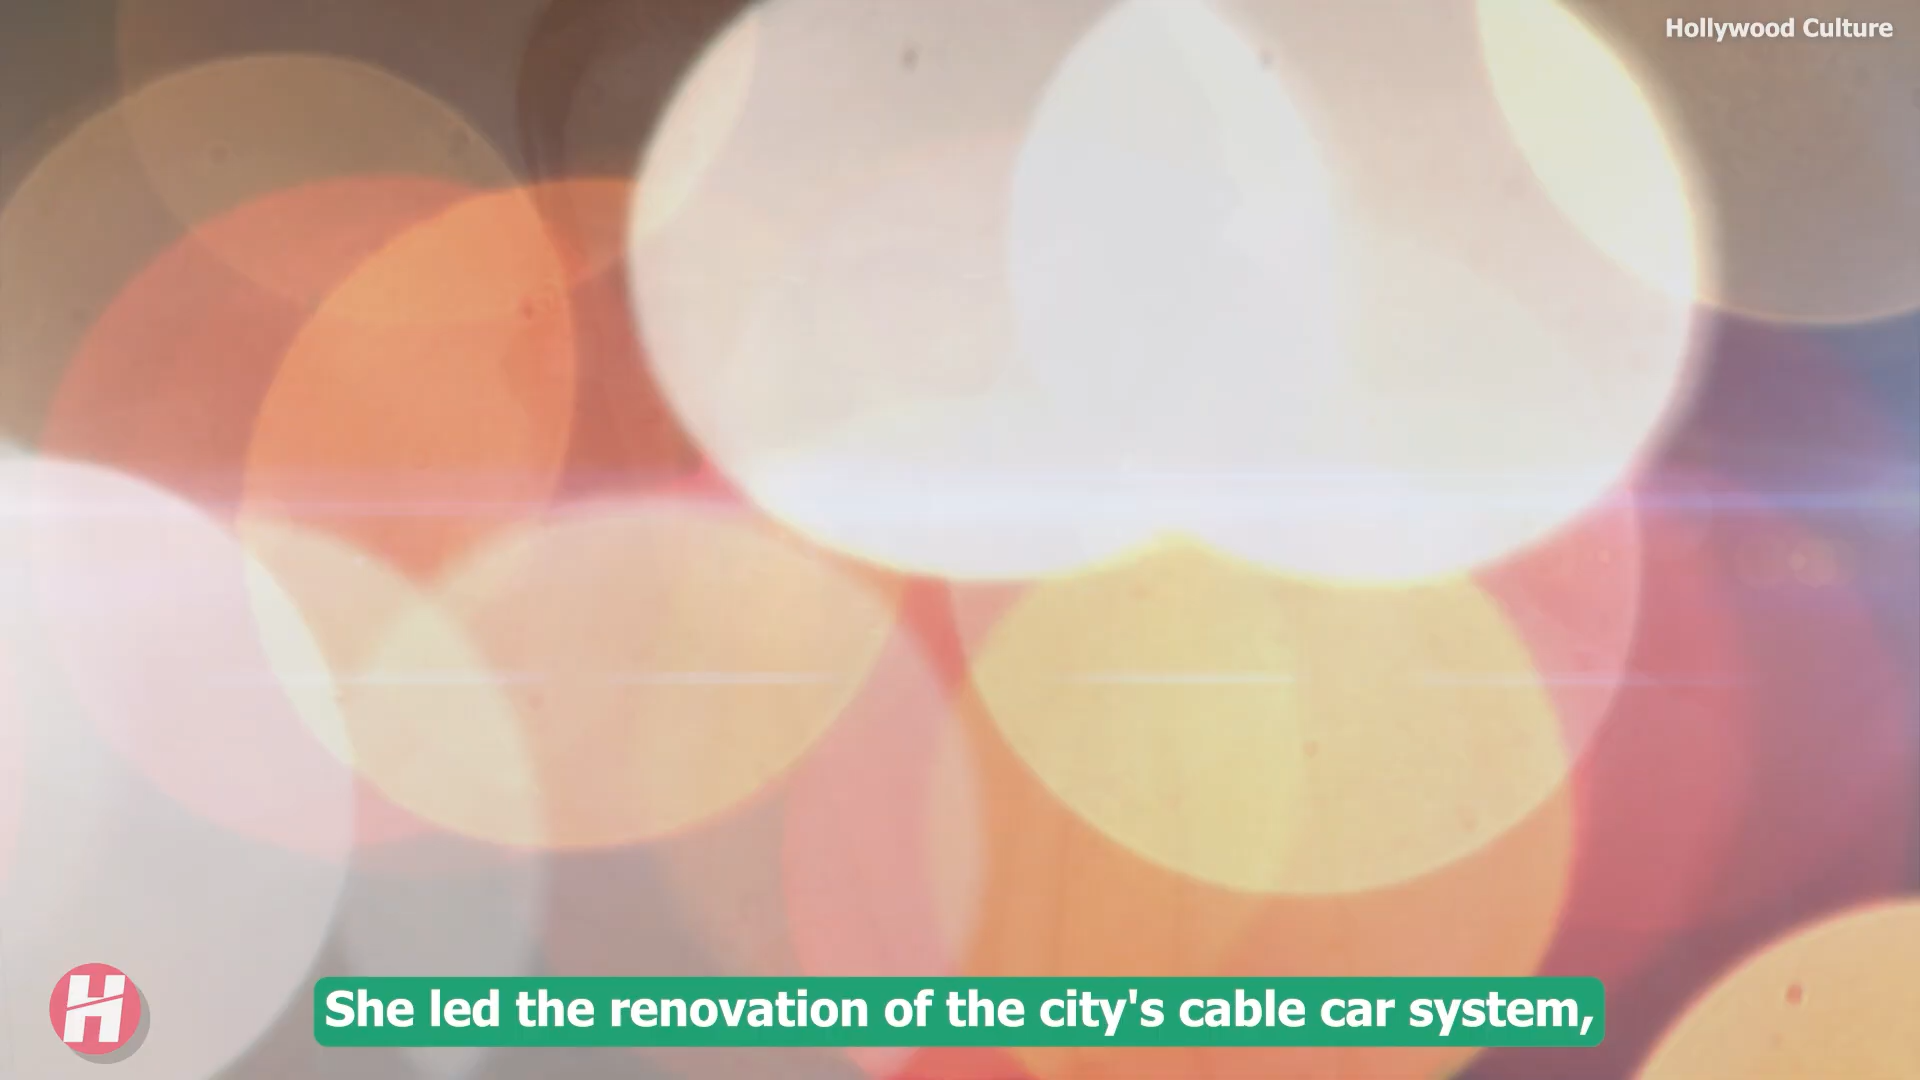 Hollywood Culture
H
She led the renovation of the city's cable car system,